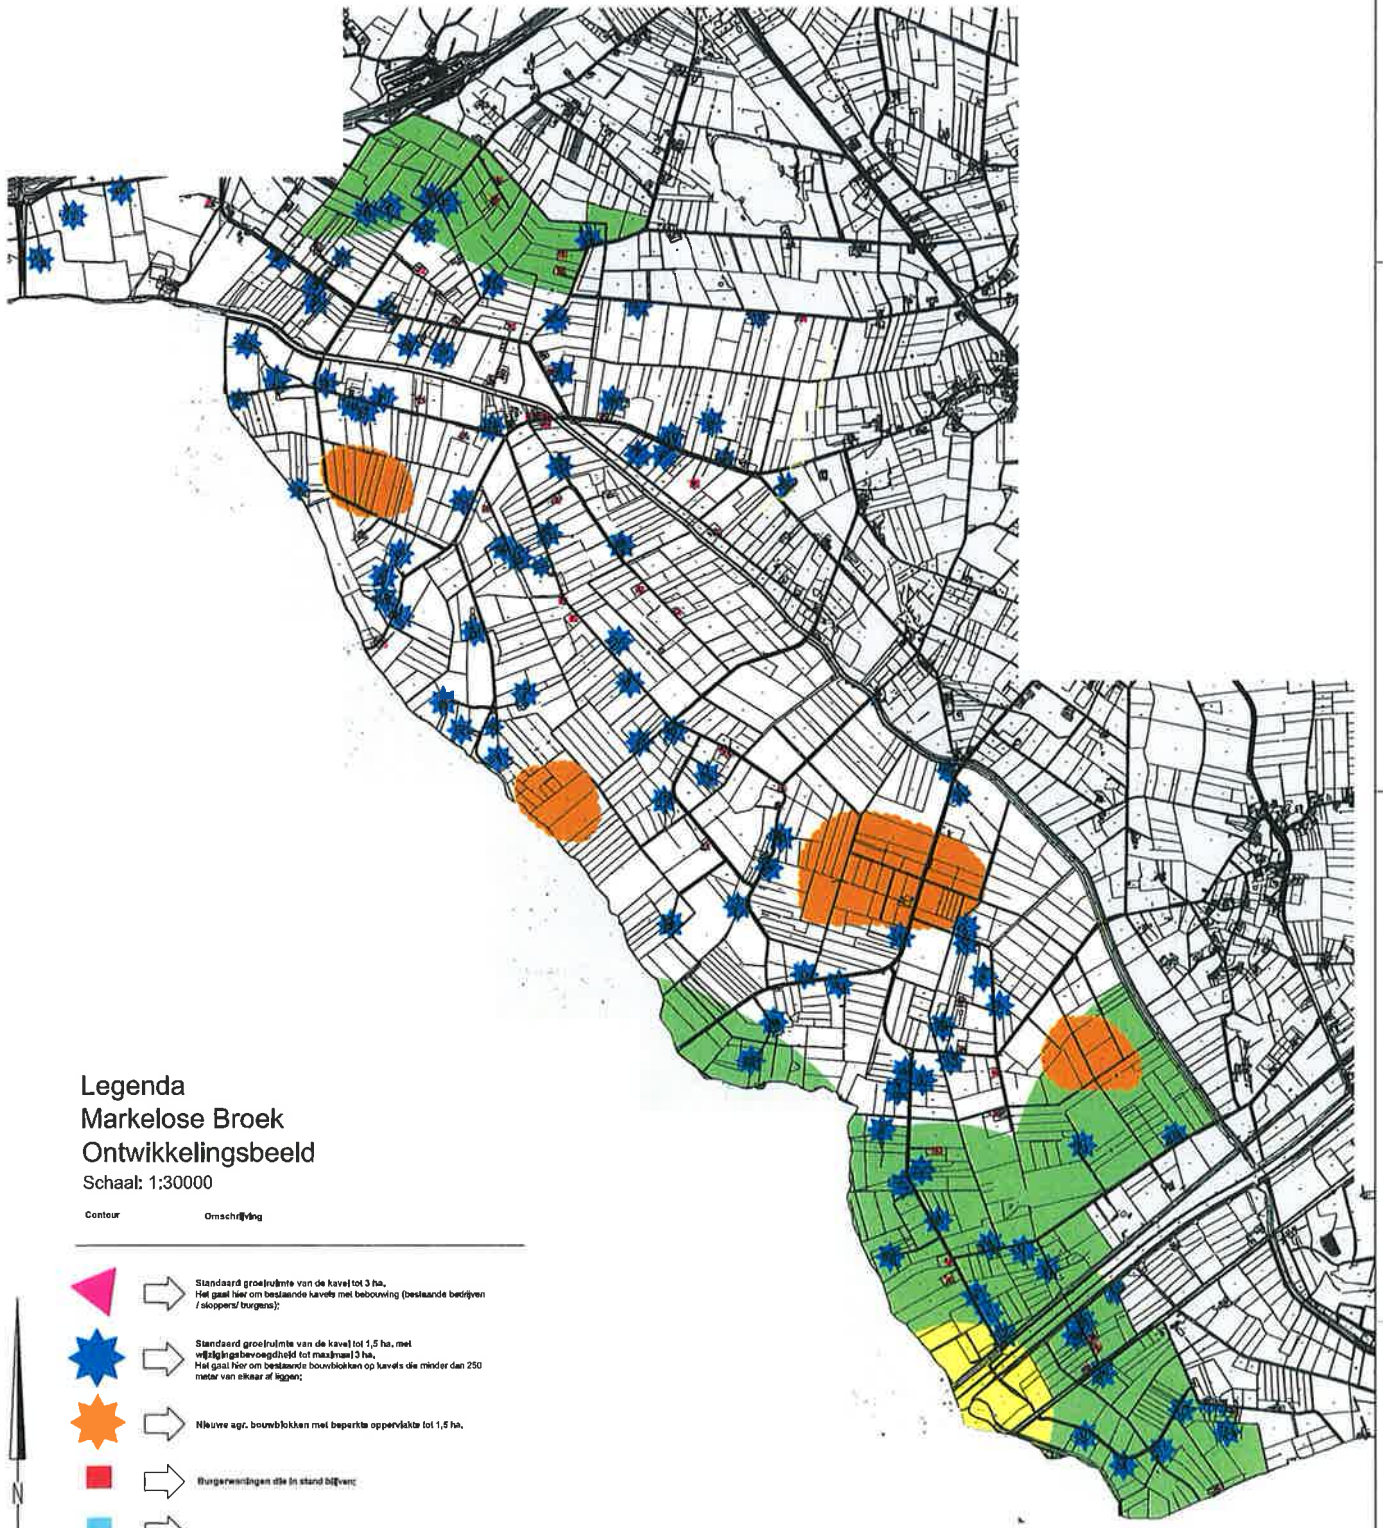 Legenda
Markelose Broek
Ontwikkelingsbeeld
Schaal: 1:30000
Contour Omschrijving
Standaard groeiruimte van de kavel tot 3 ha.
Het gaat hier om bestaande kavels met bebouwing (bestaande bedrijven
/ stoppers/ burgers);
Standaard groeiruimte van de kavel tot 1,5 ha, met
wijzigingsbevoegdheid tot maximaal 3 ha.
Het gaat hier om bestaande bouwblokken op kavels die minder dan 250
meter van elkaar af liggen;
Nieuwe agr. bouwblokken met beperkte oppervlakte tot 1,5 ha.
Burgerwoningen die in stand blijven;
N